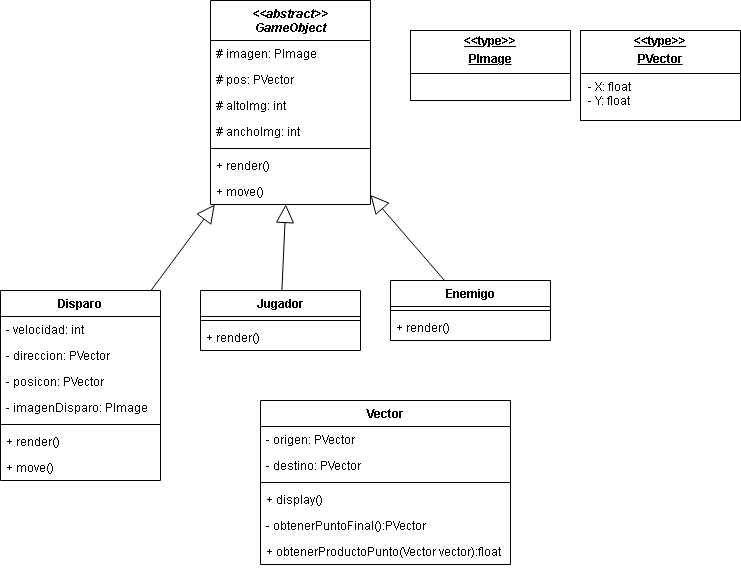 <<abstract>>
GameObject
# imagen: PImage
# pos: PVector
# altoImg: int
# anchoImg: int
+ render()
+ move()
<<type>>
PImage
<<type>>
PVector
- X: float
- Y: float
Disparo
- velocidad: int
- direccion: PVector
- posicon: PVector
- imagenDisparo: PImage
+ render()
+ move()
Jugador
+ render()
Enemigo
+ render()
Vector
- origen: PVector
- destino: PVector
+ display()
- obtenerPuntoFinal():PVector
+ obtenerProductoPunto(Vector vector):float